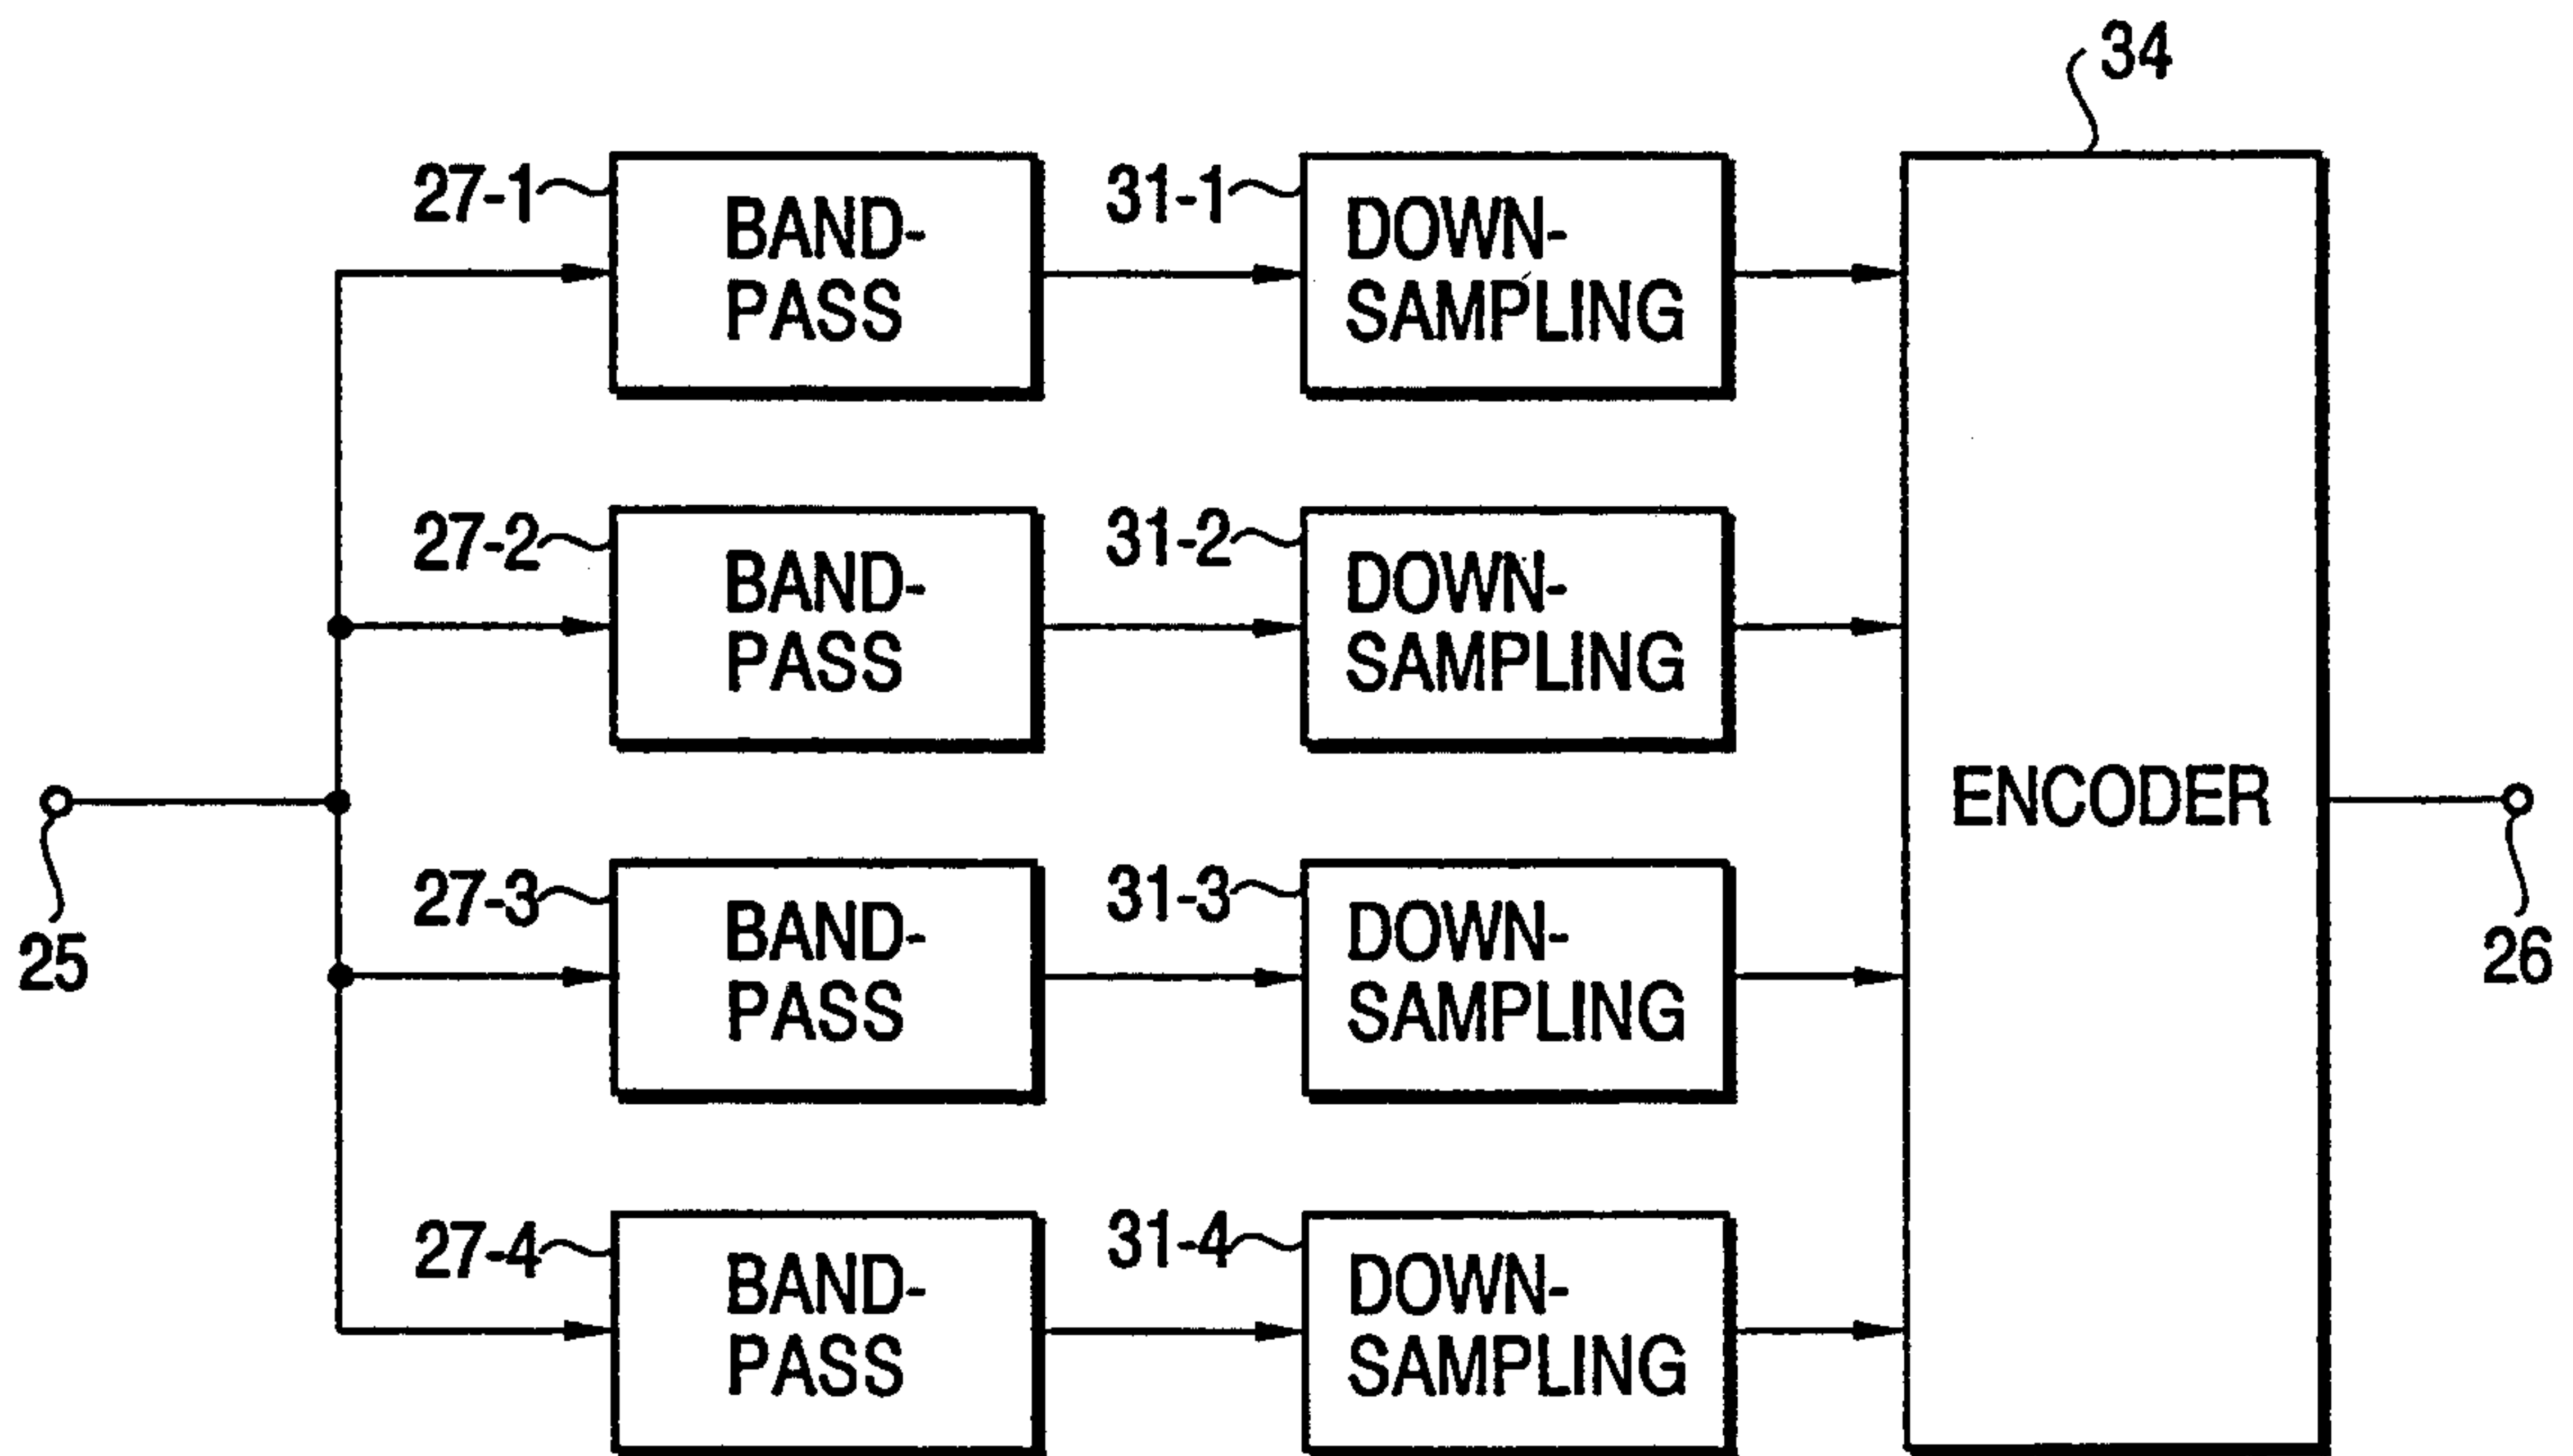 34
27-1
BAND-
PASS
31-1
DOWN-
SAMPLING
27-2
BAND-
PASS
31-2
DOWN-
SAMPLING
ENCODER
25
26
27-3
BAND-
PASS
31-3
DOWN-
SAMPLING
27-4
BAND-
PASS
31-4
DOWN-
SAMPLING